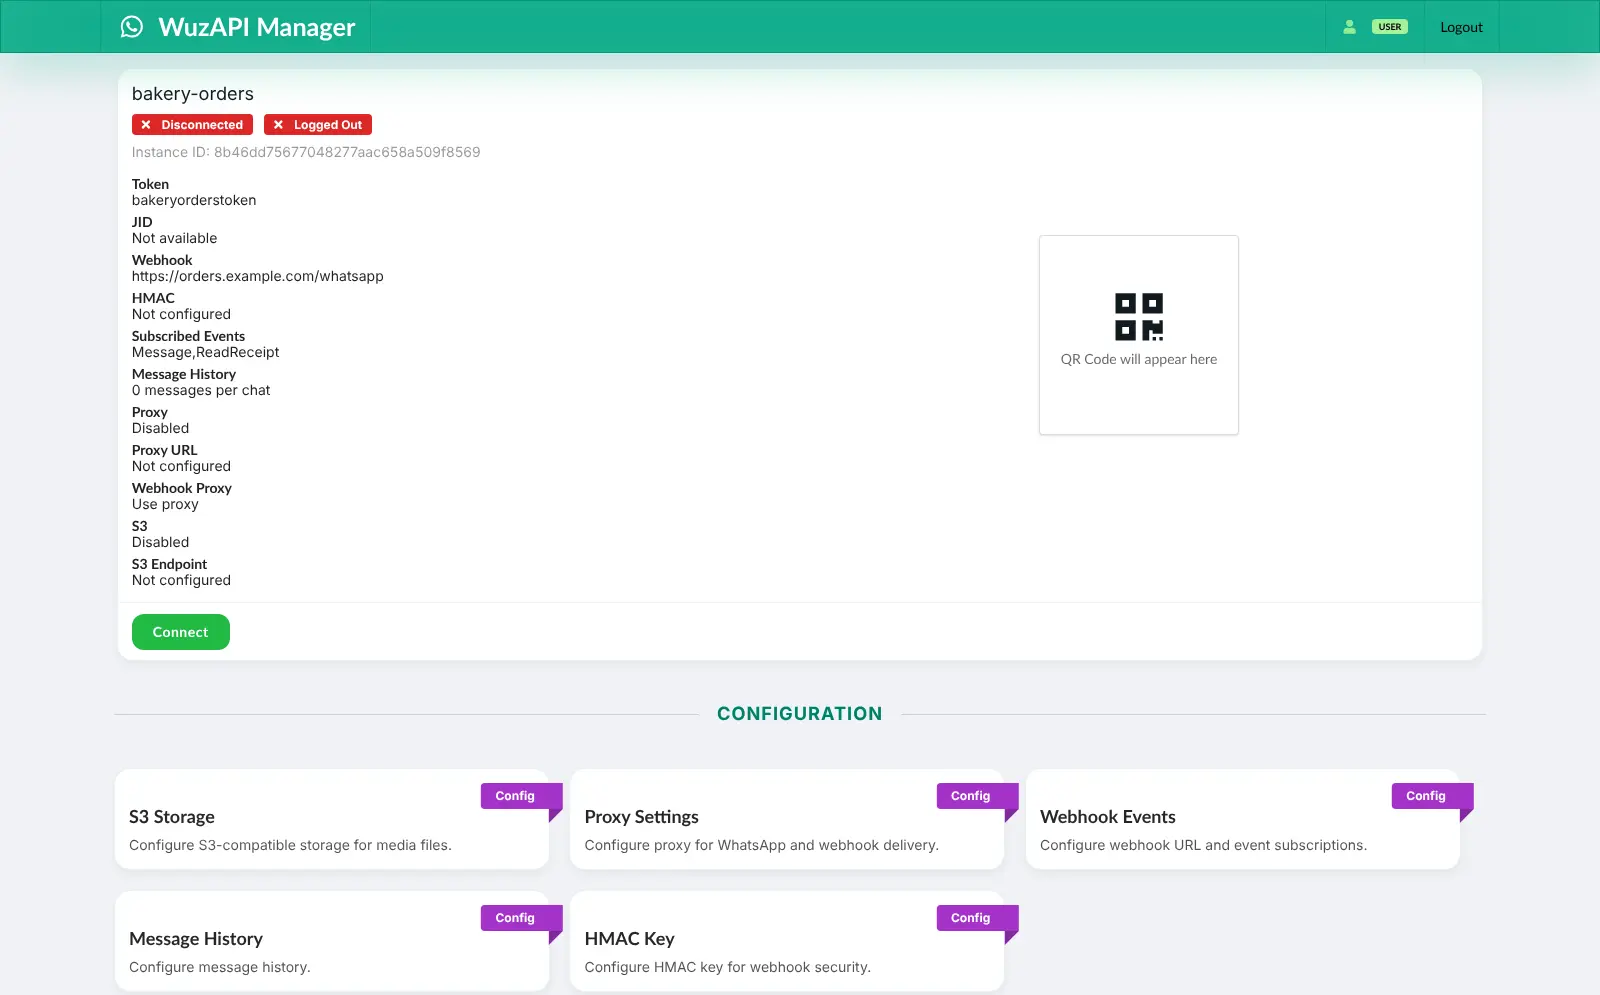 WuzAPI Manager
USER
Logout
bakery-orders
Disconnected
Logged Out
Instance ID: 8b46dd75677048277aac658a509f8569
Token
bakeryorderstoken
JID
Not available
Webhook
https://orders.example.com/whatsapp
HMAC
Not configured
Subscribed Events
Message,ReadReceipt
Message History
0 messages per chat
Proxy
Disabled
Proxy URL
Not configured
Webhook Proxy
Use proxy
S3
Disabled
S3 Endpoint
Not configured
QR Code will appear here
Connect
CONFIGURATION
Config
S3 Storage
Configure S3-compatible storage for media files.
Config
Proxy Settings
Configure proxy for WhatsApp and webhook delivery.
Config
Webhook Events
Configure webhook URL and event subscriptions.
Config
Message History
Configure message history.
Config
HMAC Key
Configure HMAC key for webhook security.